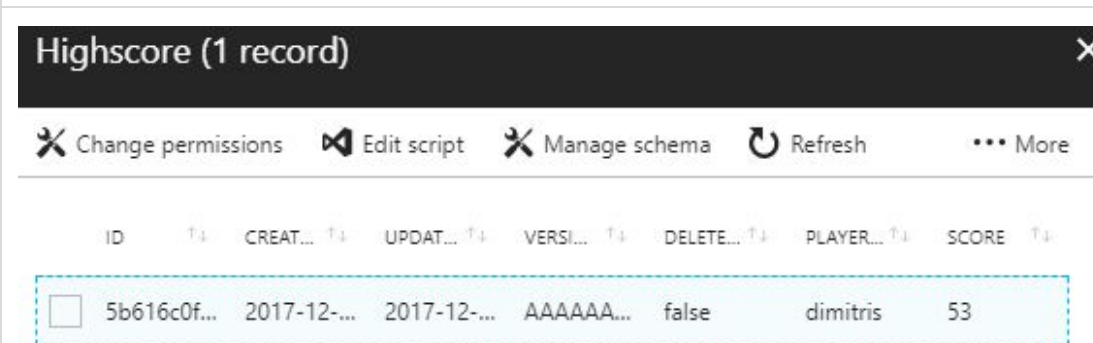 Highscore (1 record)
Change permissions Edit script Manage schema Refresh ••• More
ID CREAT... UPDAT... VERSI... DELETE... PLAYER... SCORE
5b616c0f... 2017-12-... 2017-12-... AAAAAA... false dimitris 53